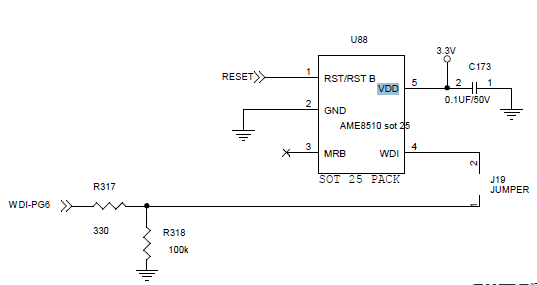 U88
3.3V
C173
RESET
1
RST/RST B
VDD
5
2
1
0.1UF/50V
2
GND
AME8510 sot 25
3
MRB
WDI
4
2
SOT 25 PACK
J19
JUMPER
R317
WDI-PG6
1
330
R318
100k